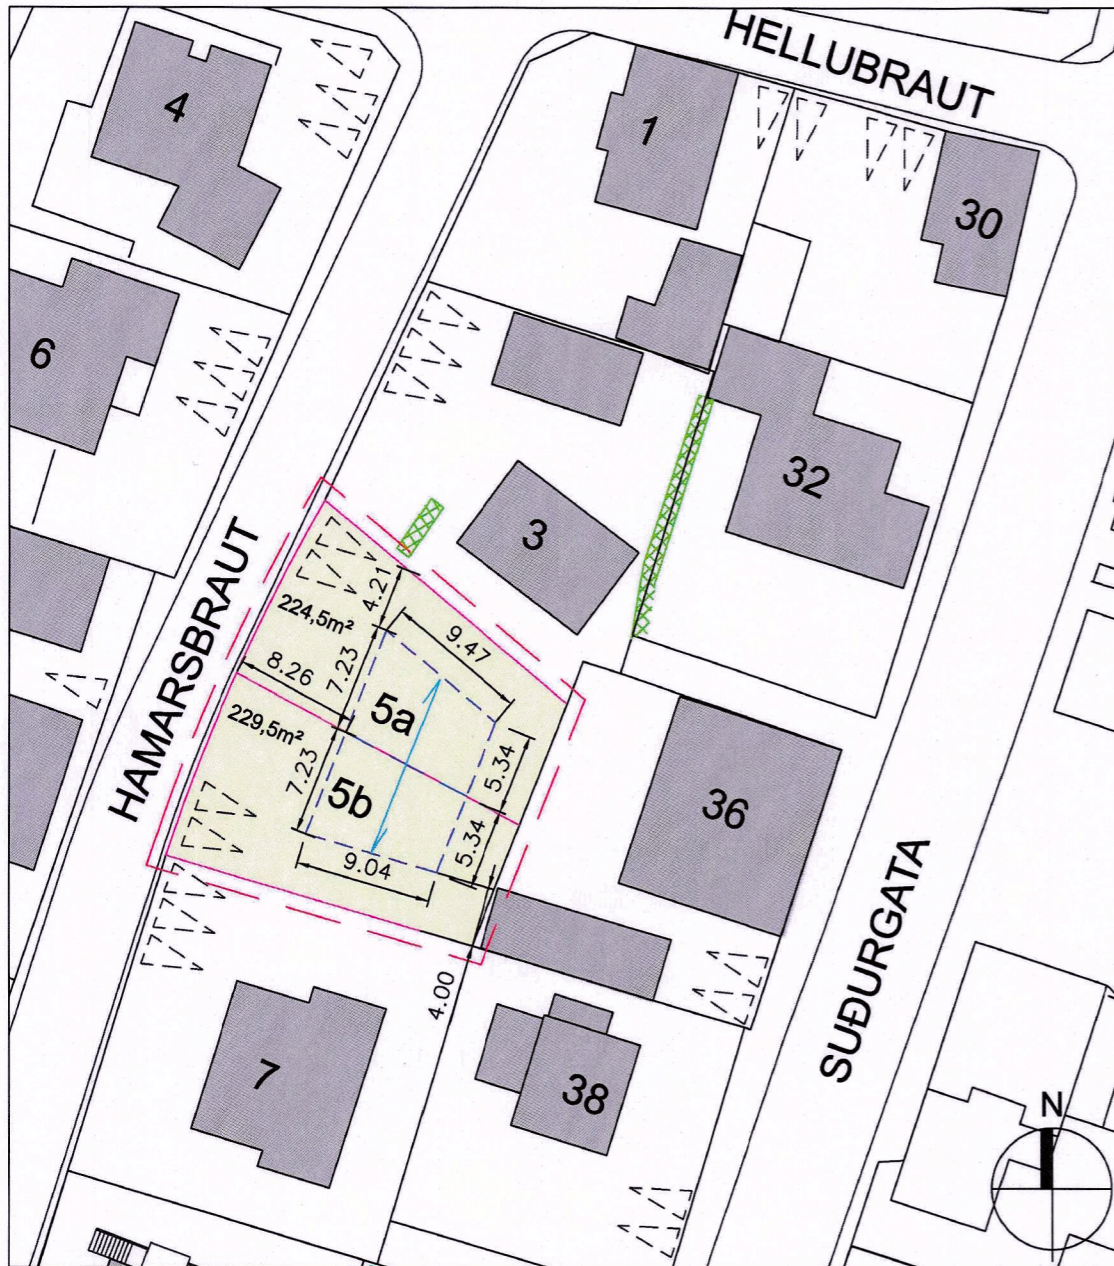 HELLUBRAUT
4
1
30
6
32
3
HAMARSBRAUT
4.21
9.47
224,5m²
7.23
8.26
5a
229,5m²
7.23
5.34
5b
36
5.34
9.04
SUÐURGATA
4.00
7
38
N